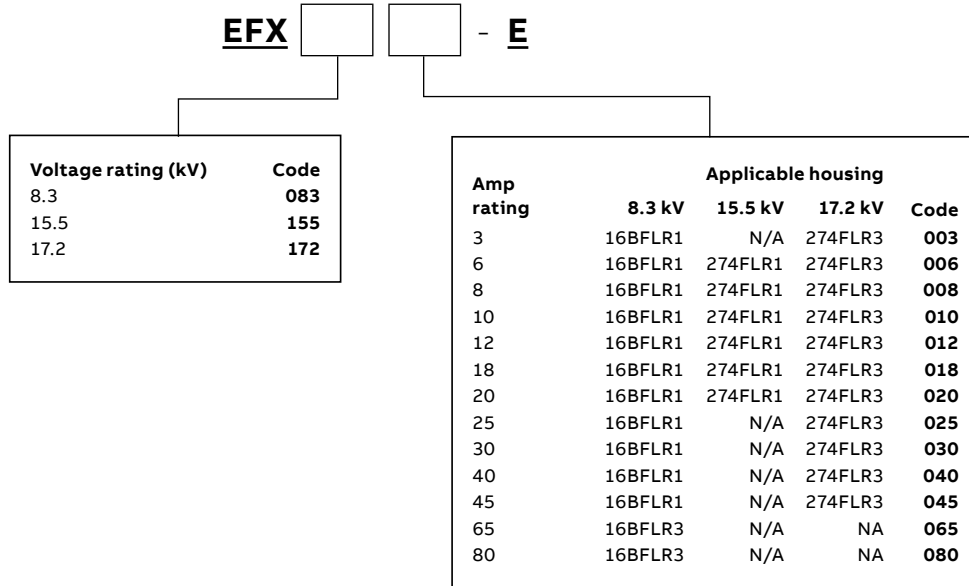 EFX - E
Voltage rating (kV) Code
8.3 083
15.5 155
17.2 172
Amp rating Applicable housing
8.3 kV 15.5 kV 17.2 kV Code
3 16BFLR1 N/A 274FLR3 003
6 16BFLR1 274FLR1 274FLR3 006
8 16BFLR1 274FLR1 274FLR3 008
10 16BFLR1 274FLR1 274FLR3 010
12 16BFLR1 274FLR1 274FLR3 012
18 16BFLR1 274FLR1 274FLR3 018
20 16BFLR1 274FLR1 274FLR3 020
25 16BFLR1 N/A 274FLR3 025
30 16BFLR1 N/A 274FLR3 030
40 16BFLR1 N/A 274FLR3 040
45 16BFLR1 N/A 274FLR3 045
65 16BFLR3 N/A NA 065
80 16BFLR3 N/A NA 080